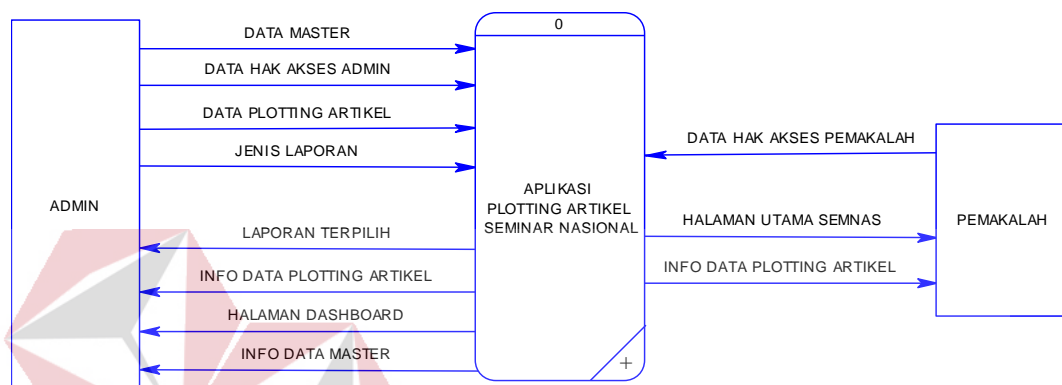 0
DATA MASTER
DATA HAK AKSES ADMIN
DATA PLOTTING ARTIKEL
JENIS LAPORAN
ADMIN
LAPORAN TERPILIH
INFO DATA PLOTTING ARTIKEL
HALAMAN DASHBOARD
INFO DATA MASTER
APLIKASI
PLOTTING ARTIKEL
SEMINAR NASIONAL
+
DATA HAK AKSES PEMAKALAH
HALAMAN UTAMA SEMNAS
INFO DATA PLOTTING ARTIKEL
PEMAKALAH